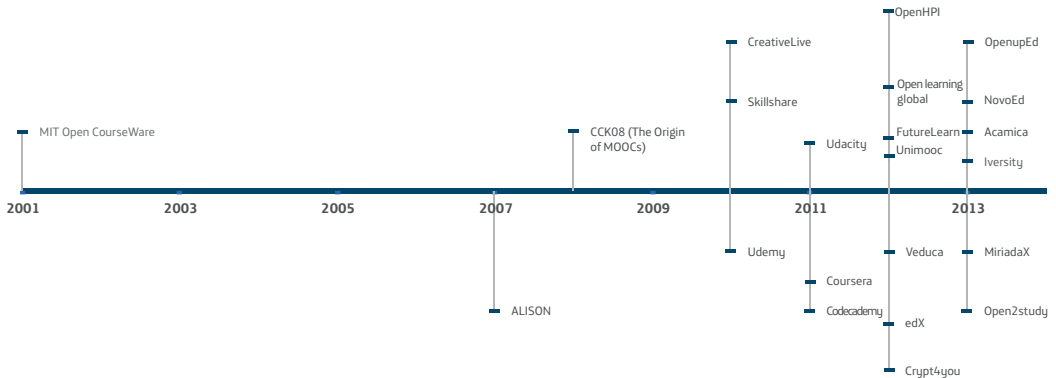 OpenHPI
CreativeLive
OpenupEd
Open learning
global
Skillshare
NovoEd
MIT Open CourseWare
CCK08 (The Origin
of MOOCs)
FutureLearn
Acamica
Udacity
Unimooc
Iversity
2001
2003
2005
2007
2009
2011
2013
Udemy
Veduca
MiriadaX
Coursera
ALISON
Codecademy
Open2study
edX
Crypt4you